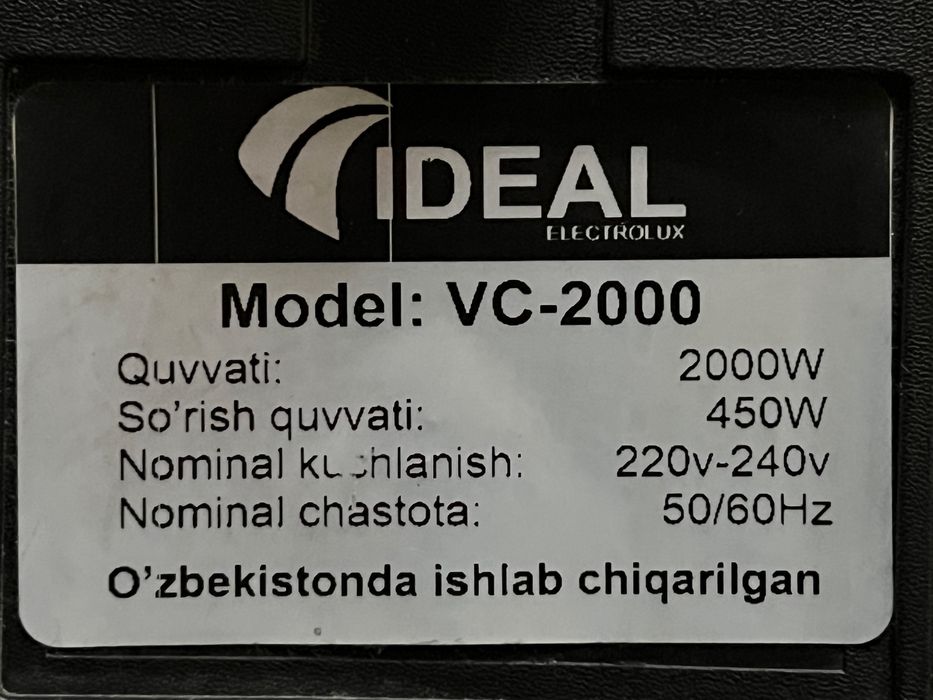 IDEAL
ELECTROLUX
Model: VC-2000
Quvvati: 2000W
So'rish quvvati: 450W
Nominal kuchlanish: 220v-240v
Nominal chastota: 50/60Hz
O'zbekistonda ishlab chiqarilgan